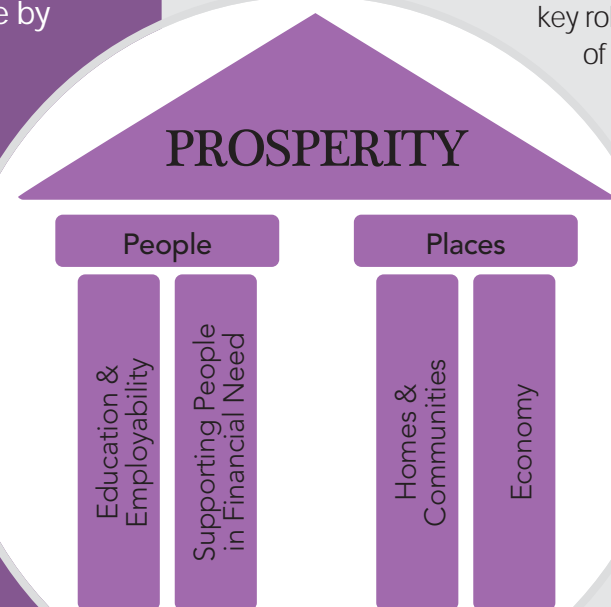 e by
key ro
of
PROSPERITY
People
Places
Education &
Employability
Supporting People
in Financial Need
Homes &
Communities
Economy